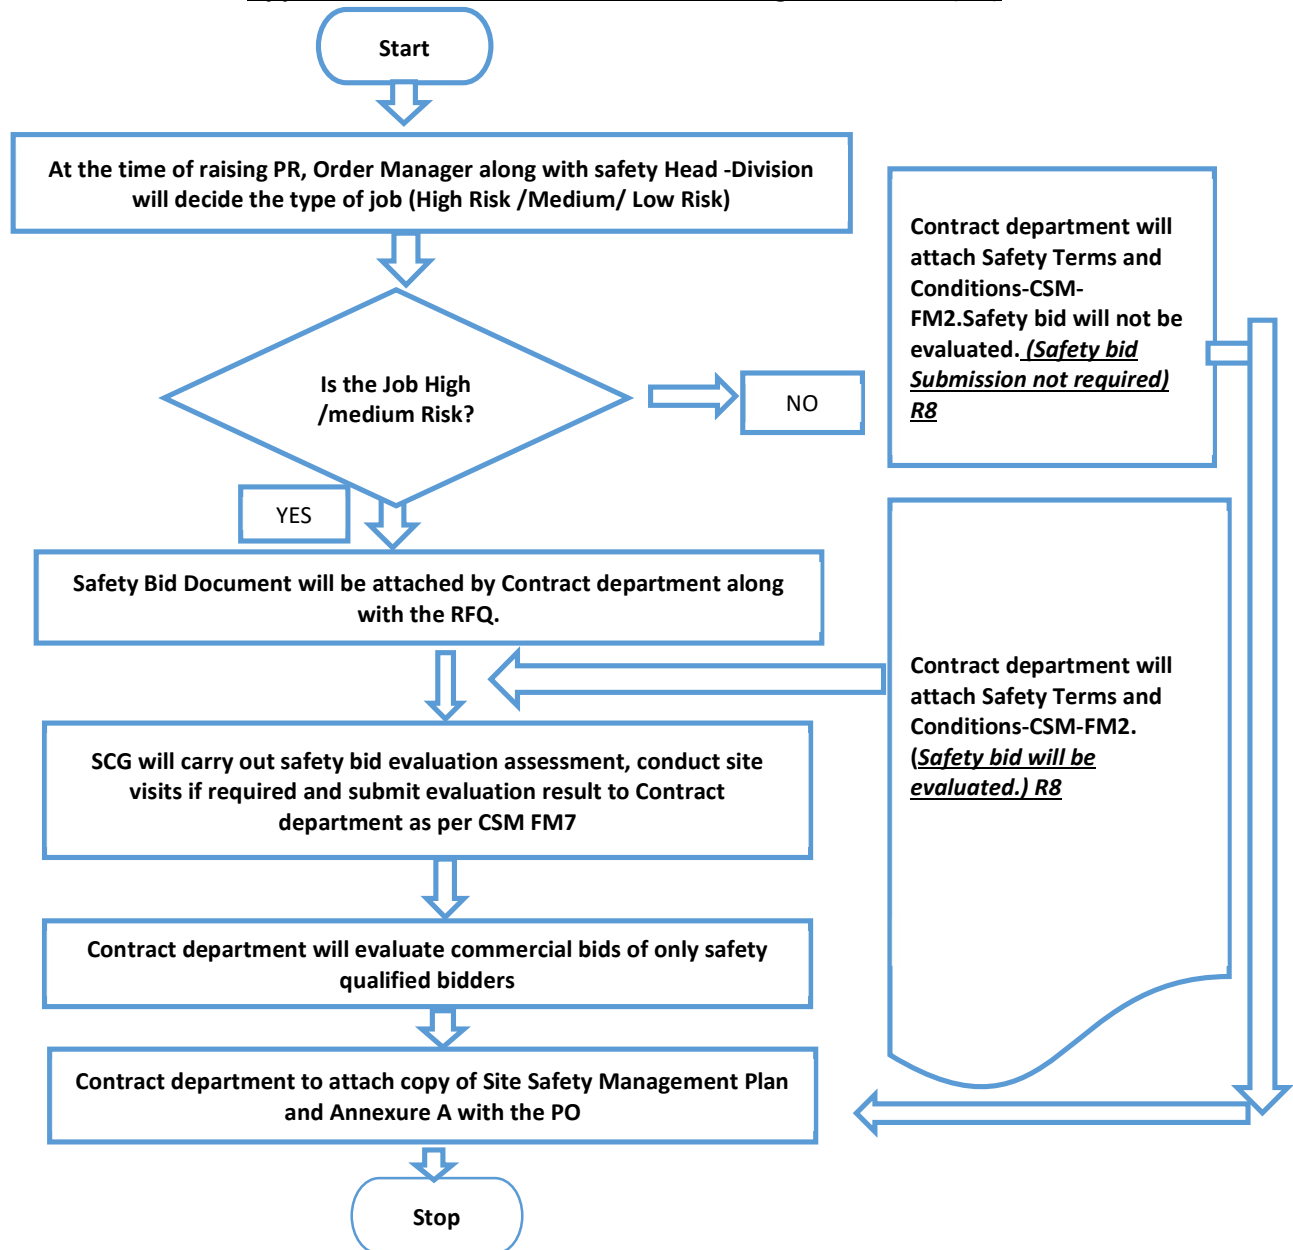 Start
At the time of raising PR, Order Manager along with safety Head -Division
will decide the type of job (High Risk /Medium/ Low Risk)
Is the Job High
/medium Risk?
NO
YES
Contract department will
attach Safety Terms and
Conditions-CSM-
FM2.Safety bid will not be
evaluated. (Safety bid
Submission not required)
R8
Safety Bid Document will be attached by Contract department along
with the RFQ.
Contract department will
attach Safety Terms and
Conditions-CSM-FM2.
(Safety bid will be
evaluated.) R8
SCG will carry out safety bid evaluation assessment, conduct site
visits if required and submit evaluation result to Contract
department as per CSM FM7
Contract department will evaluate commercial bids of only safety
qualified bidders
Contract department to attach copy of Site Safety Management Plan
and Annexure A with the PO
Stop